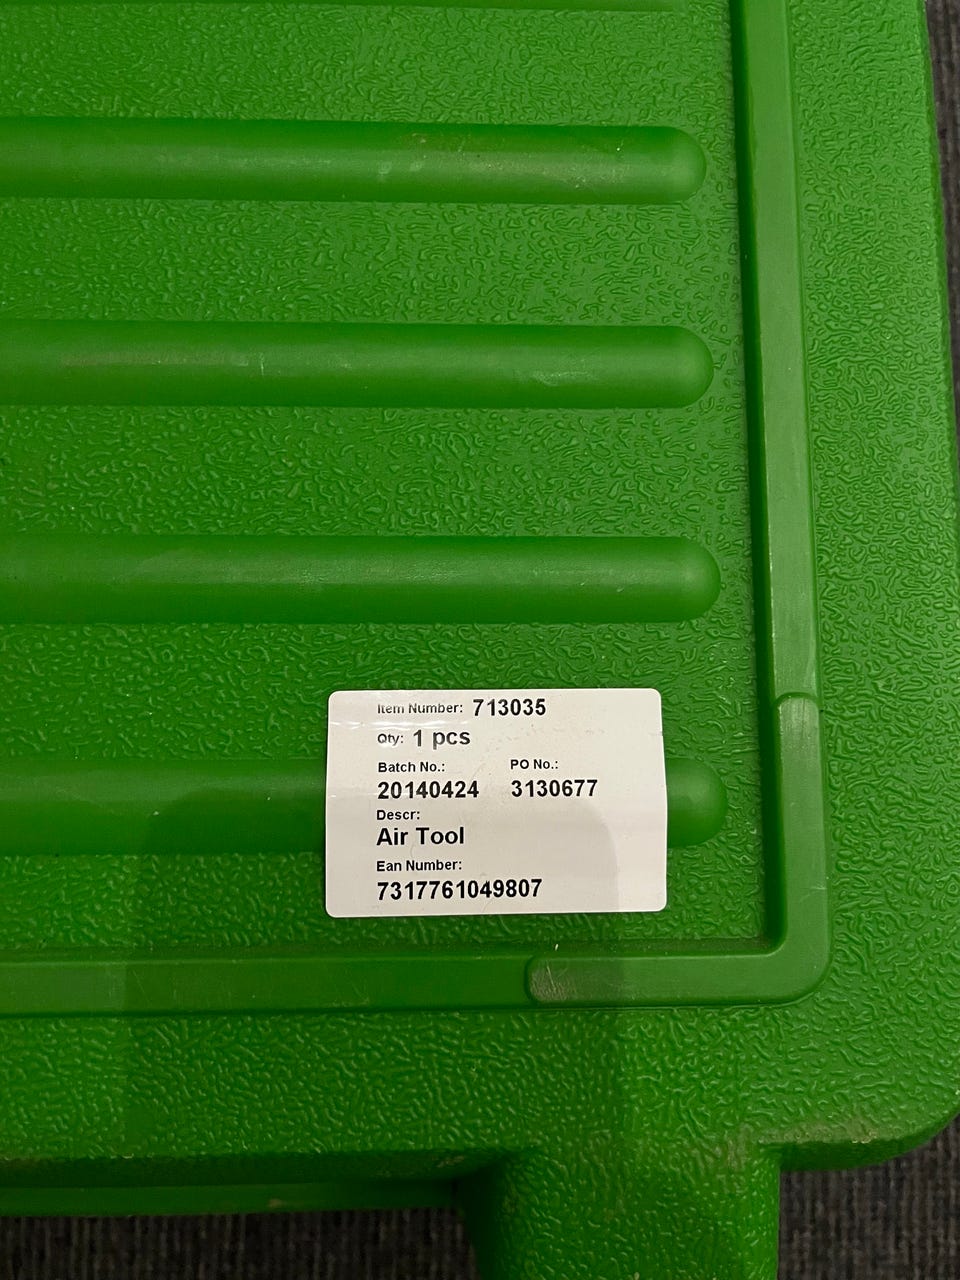 Item Number: 713035
Qty: 1 pcs
Batch No.: PO No.:
20140424 3130677
Descr:
Air Tool
Ean Number:
7317761049807